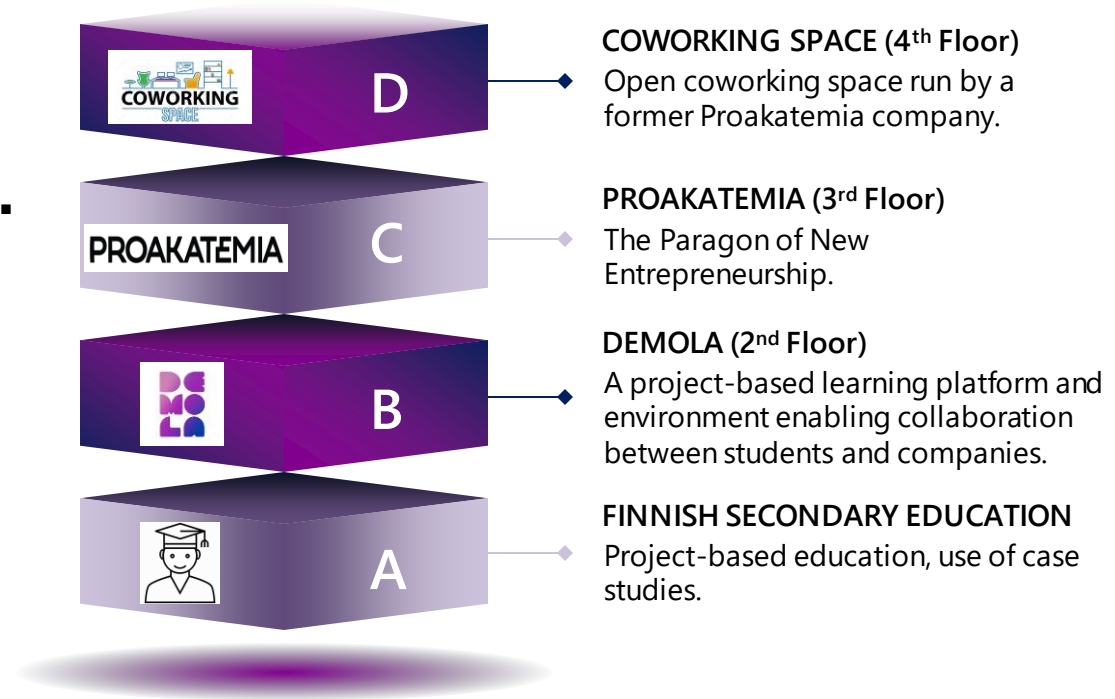 COWORKING SPACE (4th Floor)
Open coworking space run by a
former Proakatemia company.
COWORKING
SPACE
D
PROAKATEMIA (3rd Floor)
The Paragon of New
Entrepreneurship.
PROAKATEMIA
C
DEMOLA (2nd Floor)
A project-based learning platform and
environment enabling collaboration
between students and companies.
DE
MO
LA
B
FINNISH SECONDARY EDUCATION
Project-based education, use of case
studies.
A